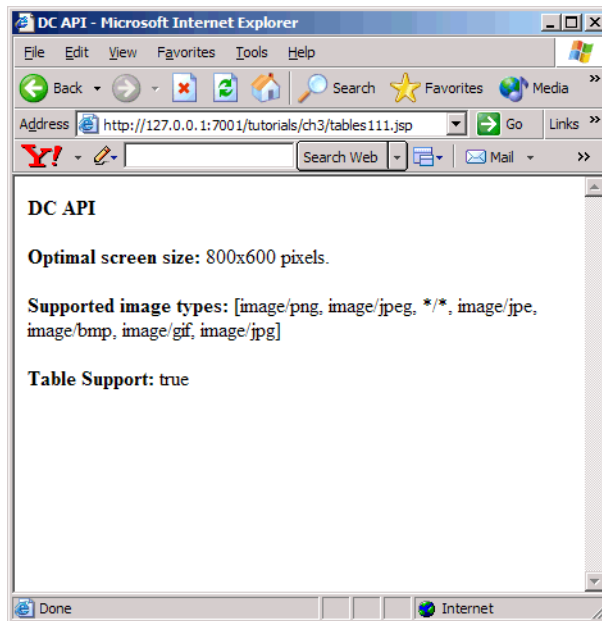 DC API - Microsoft Internet Explorer
File Edit View Favorites Tools Help
Back Search Favorites Media »
Address http://127.0.0.1:7001/tutorials/ch3/tables111.jsp Go Links »
Y! Search Web Mail »
DC API
Optimal screen size: 800x600 pixels.
Supported image types: [image/png, image/jpeg, */*, image/jpe,
image/bmp, image/gif, image/jpg]
Table Support: true
Done Internet